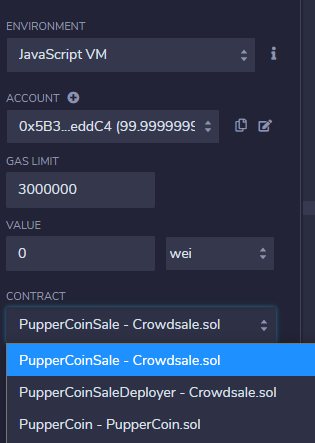 ENVIRONMENT
JavaScript VM
ACCOUNT
0x5B3...eddC4 (99.9999999
GAS LIMIT
3000000
VALUE
0 wei
CONTRACT
PupperCoinSale - Crowdsale.sol
PupperCoinSale - Crowdsale.sol
PupperCoinSaleDeployer - Crowdsale.sol
PupperCoin - PupperCoin.sol